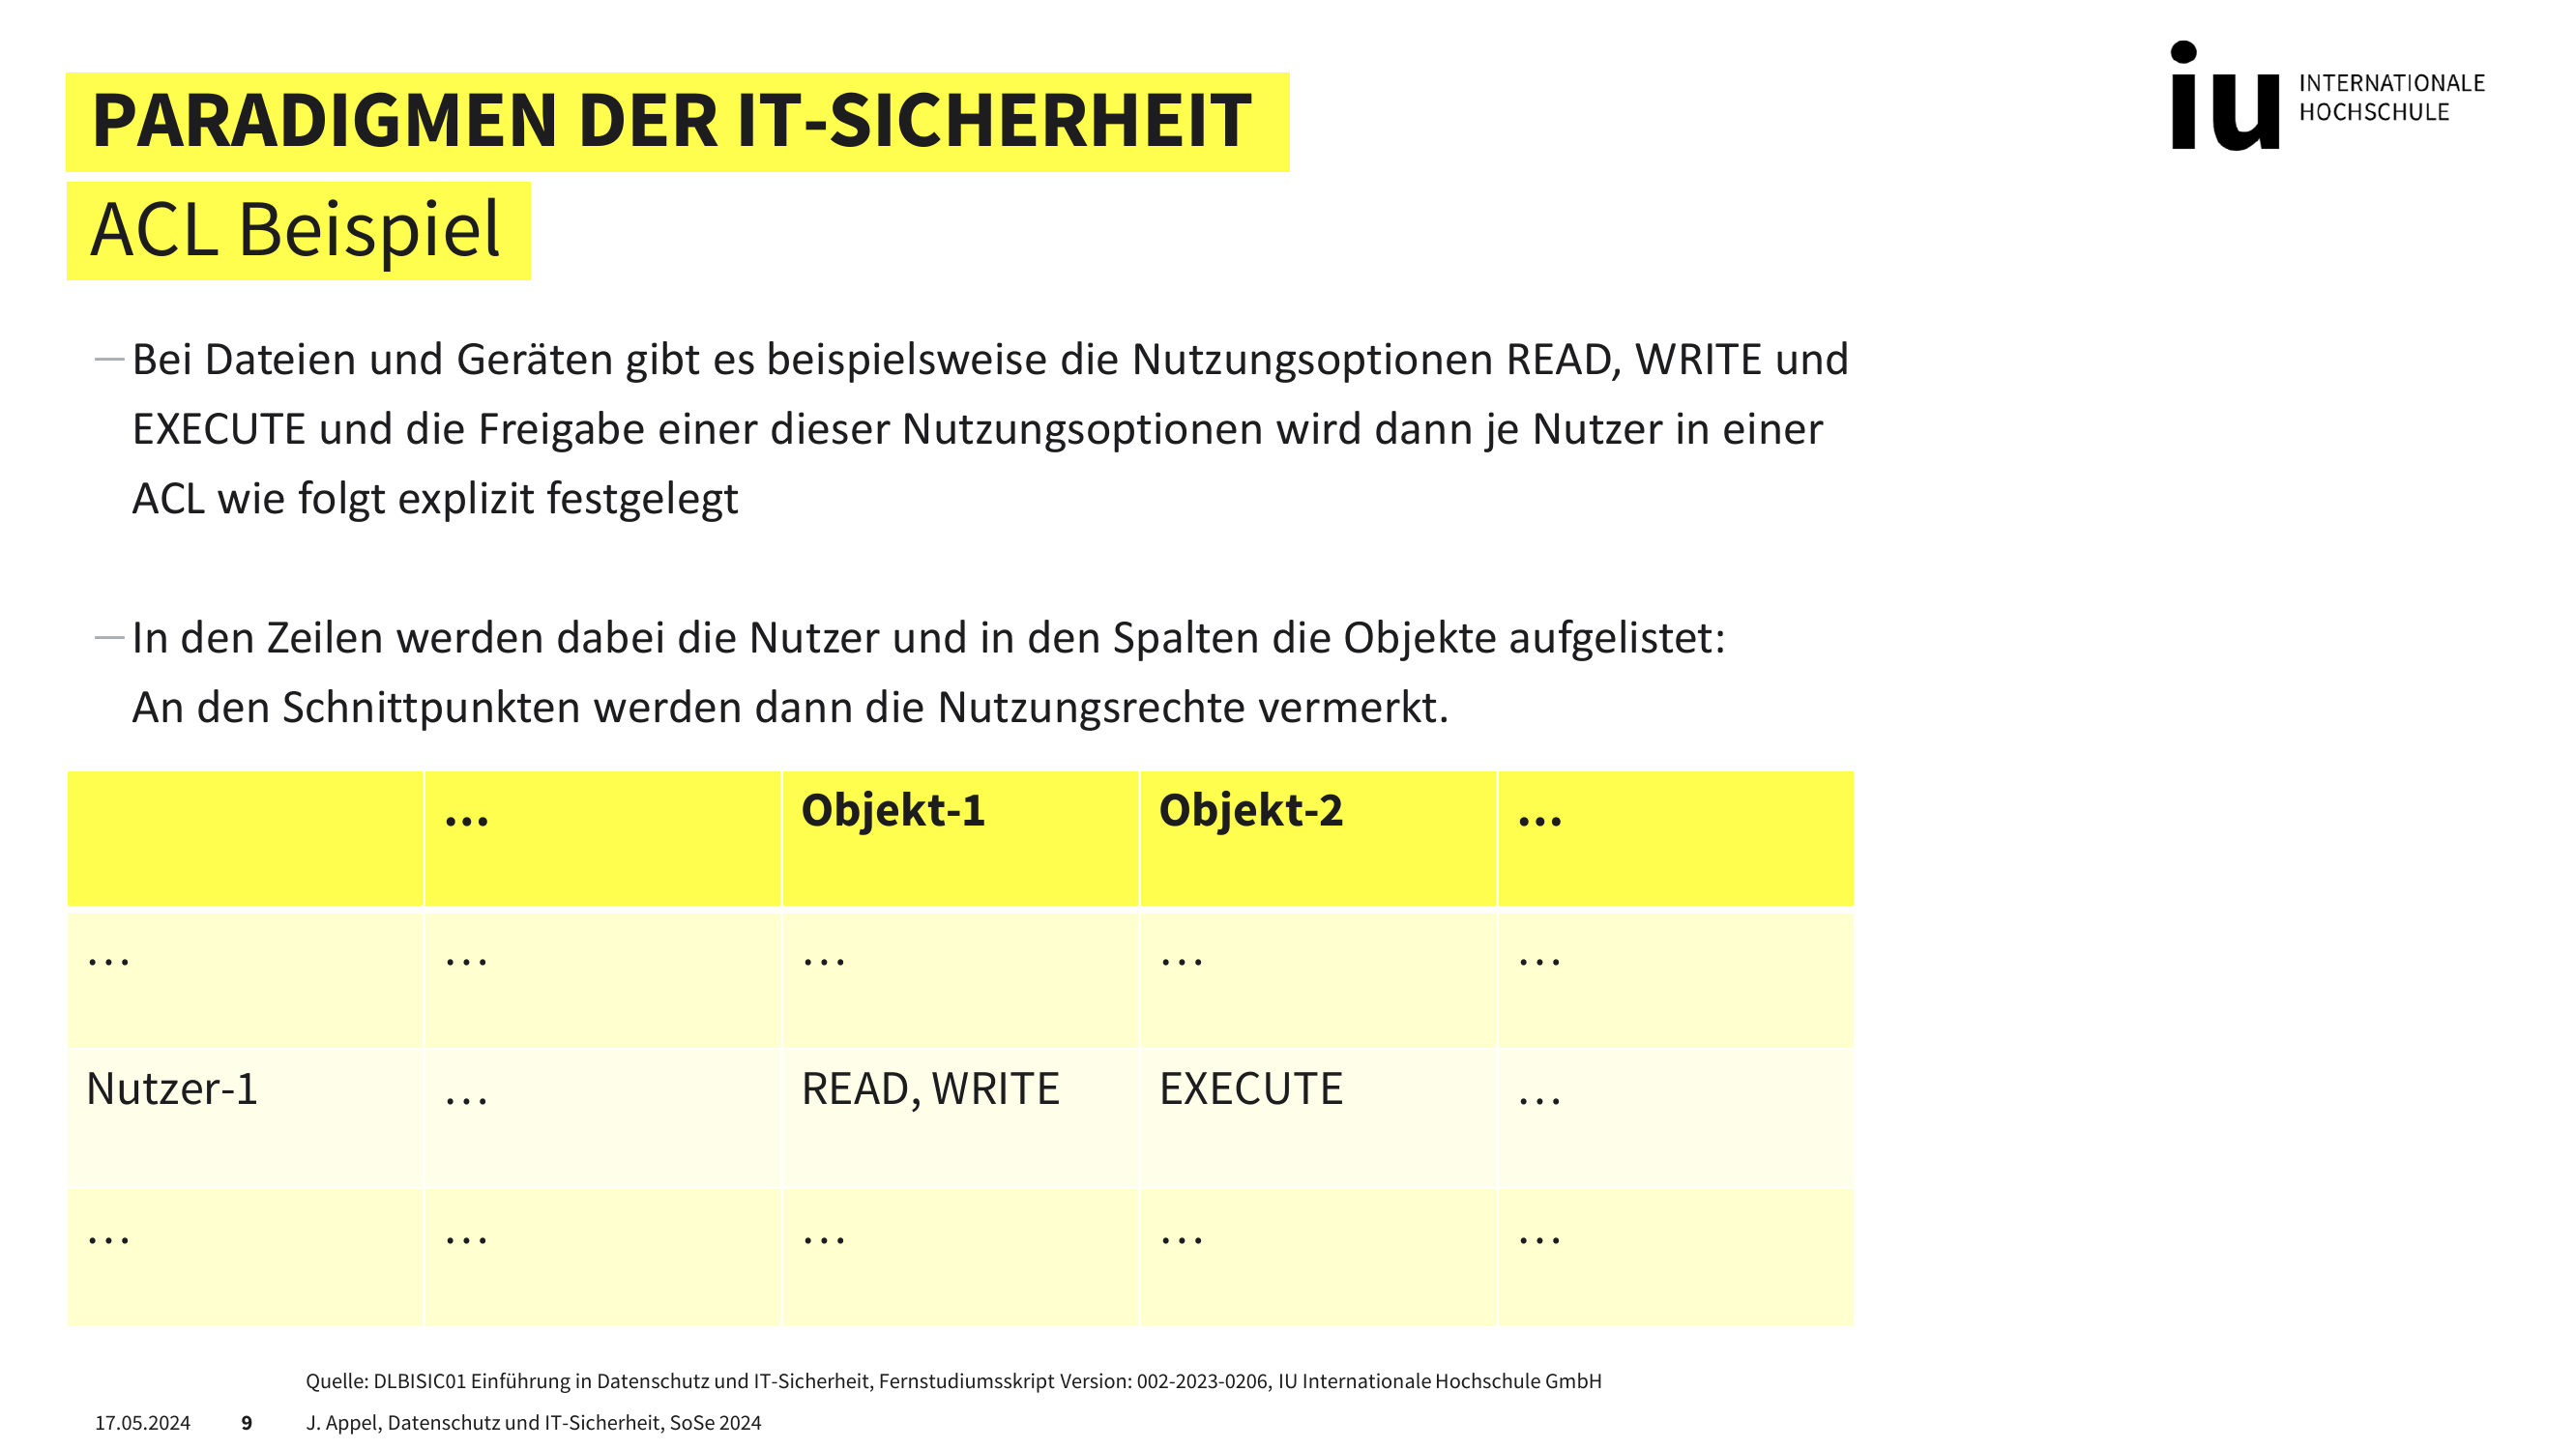 PARADIGMEN DER IT-SICHERHEIT
iu INTERNATIONALE
HOCHSCHULE
ACL Beispiel
— Bei Dateien und Geräten gibt es beispielsweise die Nutzungsoptionen READ, WRITE und
EXECUTE und die Freigabe einer dieser Nutzungsoptionen wird dann je Nutzer in einer
ACL wie folgt explizit festgelegt
— In den Zeilen werden dabei die Nutzer und in den Spalten die Objekte aufgelistet:
An den Schnittpunkten werden dann die Nutzungsrechte vermerkt.
… Objekt-1 Objekt-2 …
… … … … …
Nutzer-1 … READ, WRITE EXECUTE …
… … … … …
Quelle: DLBISIC01 Einführung in Datenschutz und IT-Sicherheit, Fernstudiumsskript Version: 002-2023-0206, IU Internationale Hochschule GmbH
17.05.2024 9 J. Appel, Datenschutz und IT-Sicherheit, SoSe 2024